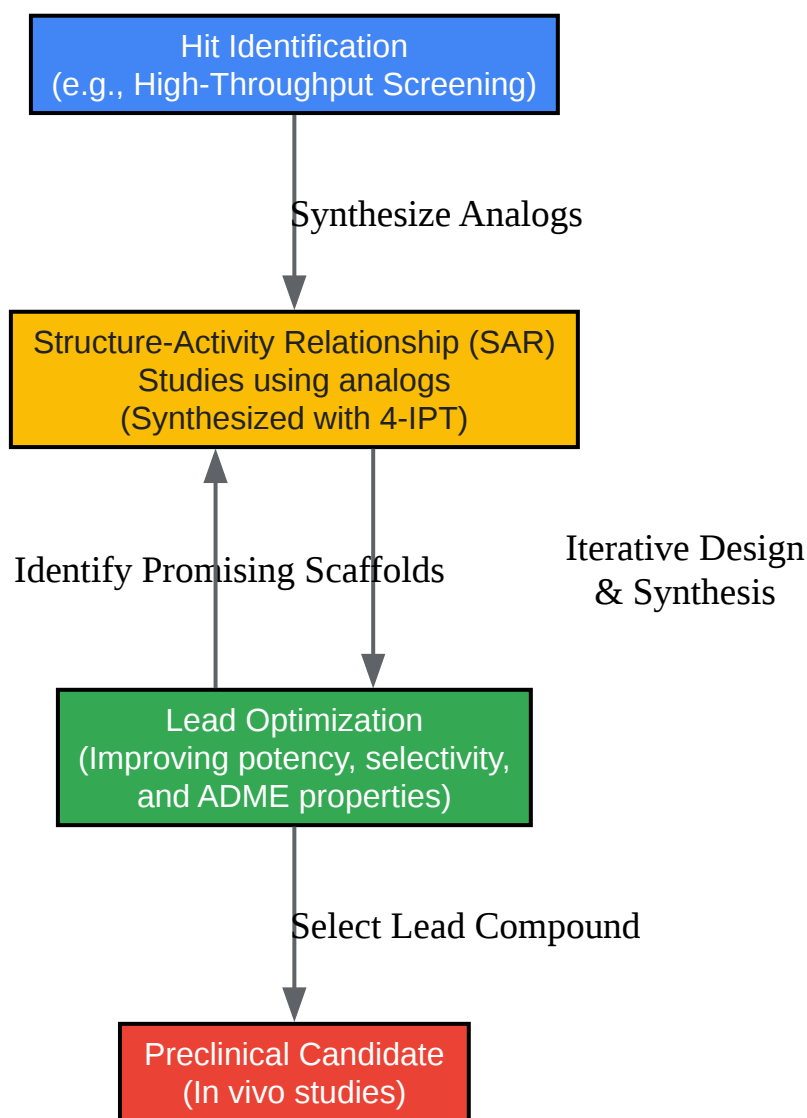 Hit Identification
(e.g., High-Throughput Screening)
Synthesize Analogs
Structure-Activity Relationship (SAR)
Studies using analogs
(Synthesized with 4-IPT)
Identify Promising Scaffolds
Iterative Design
& Synthesis
Lead Optimization
(Improving potency, selectivity,
and ADME properties)
Select Lead Compound
Preclinical Candidate
(In vivo studies)